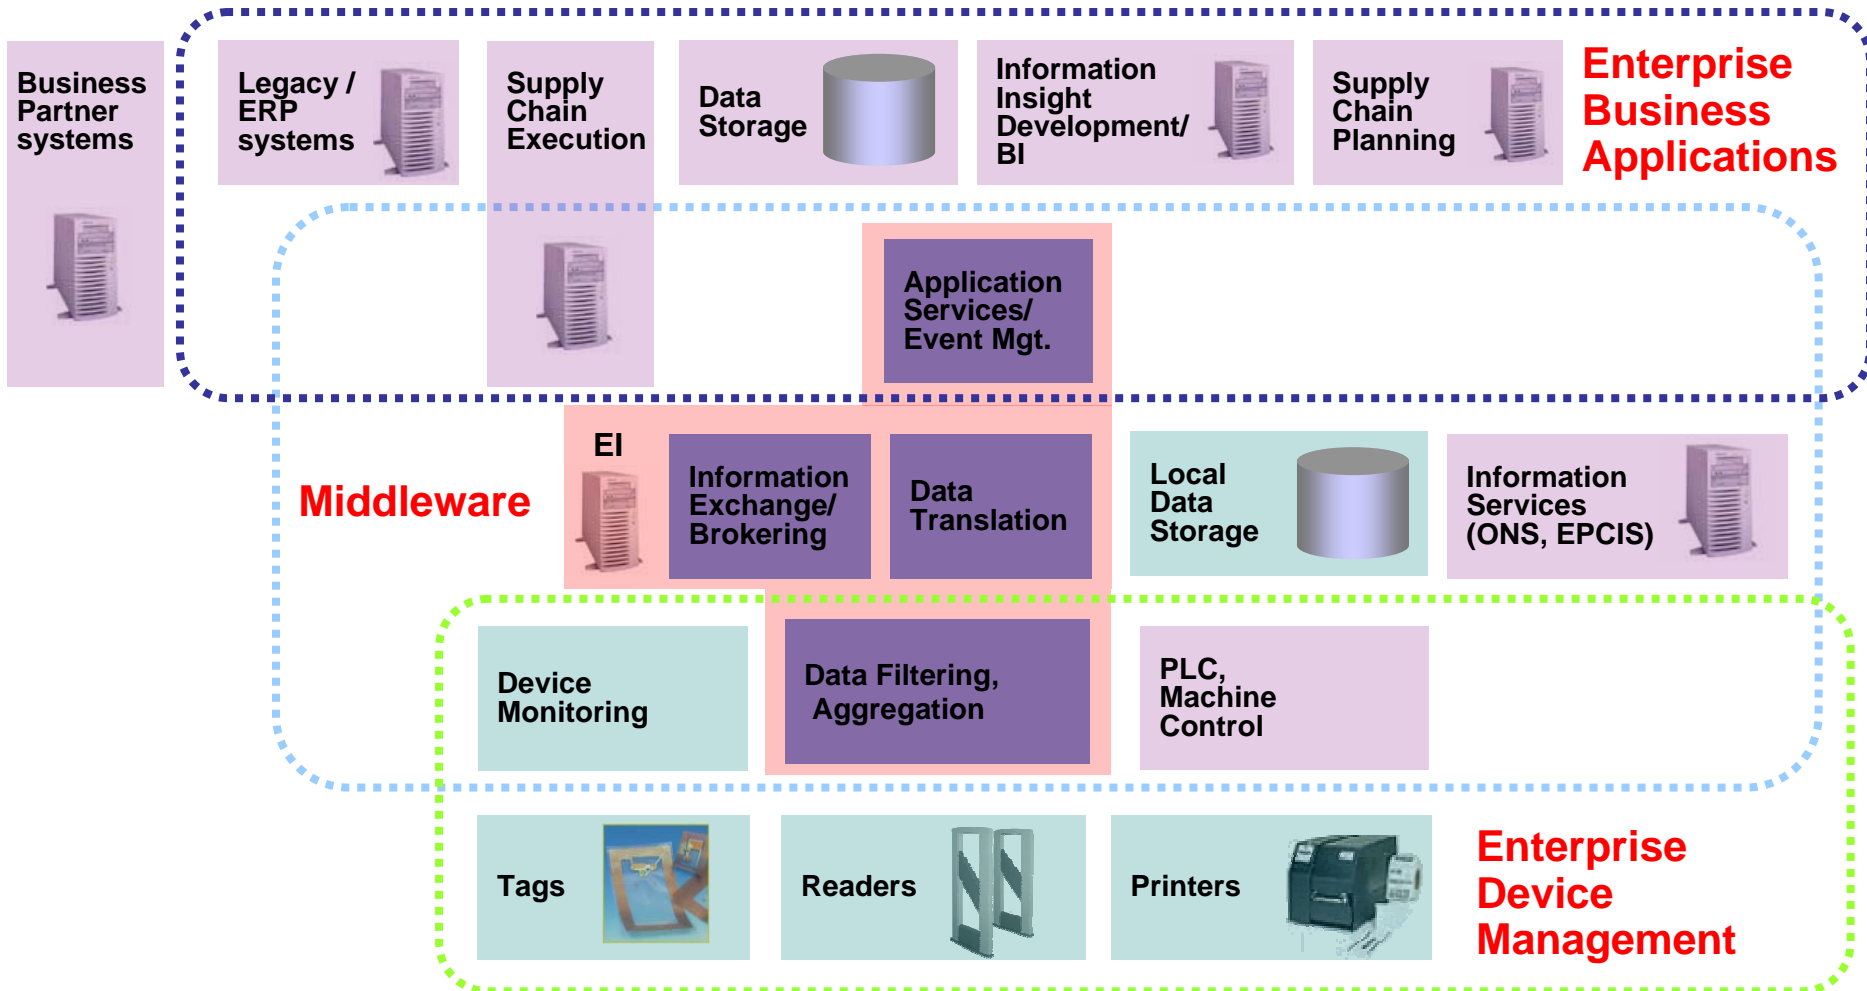 Business
Partner
systems
Legacy /
ERP
systems
Supply
Chain
Execution
Data
Storage
Information
Insight
Development/
BI
Supply
Chain
Planning
Enterprise
Business
Applications
Application
Services/
Event Mgt.
Middleware
EI
Information
Exchange/
Brokering
Data
Translation
Local
Data
Storage
Information
Services
(ONS, EPCIS)
Device
Monitoring
Data Filtering,
Aggregation
PLC,
Machine
Control
Tags
Readers
Printers
Enterprise
Device
Management